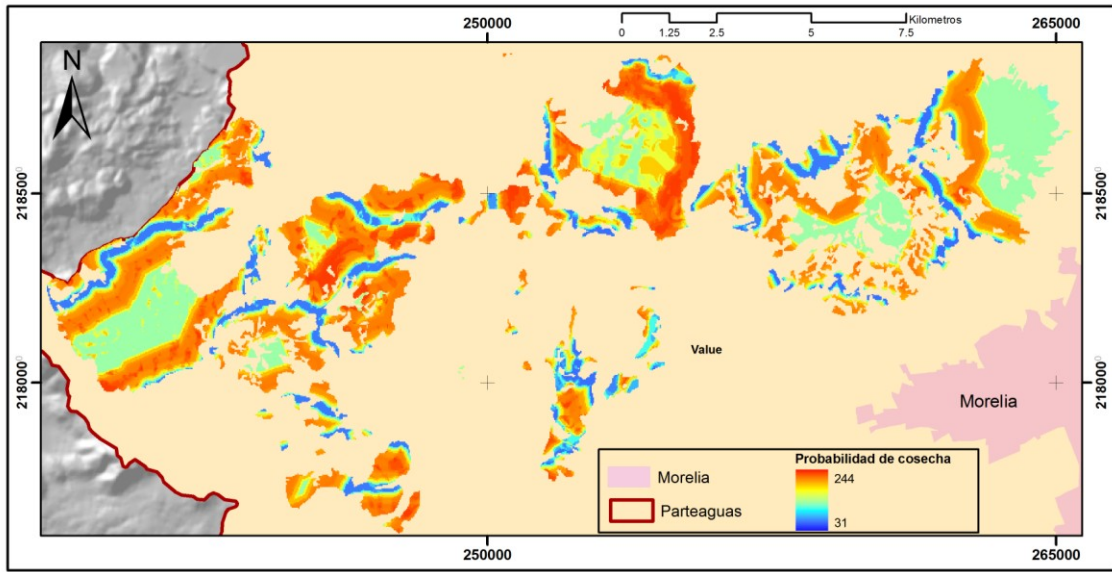 250000
265000
Kilometros
0 1.25 2.5 5 7.5
N
218500
218500
Value
218000
218000
Morelia
Probabilidad de cosecha
Morelia
244
Parteaguas
31
250000
265000